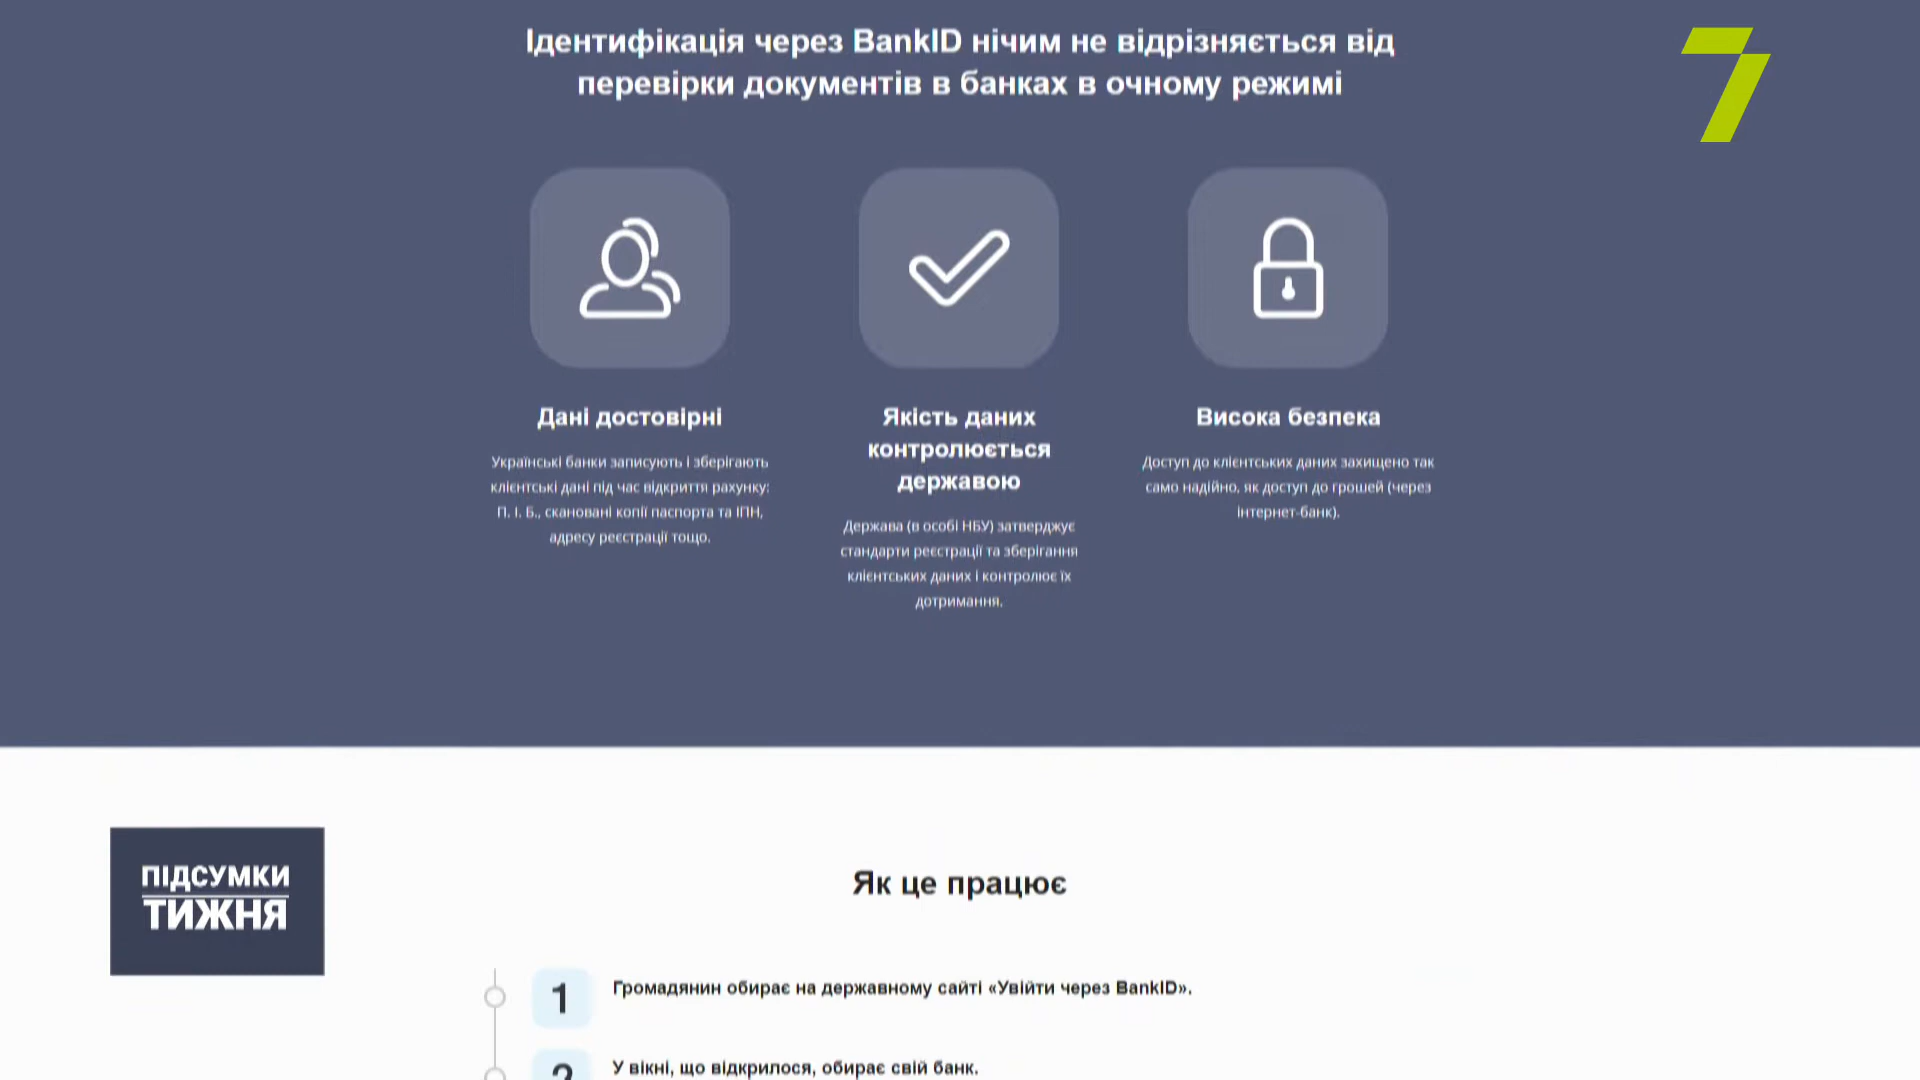 Ідентифікація через BankID нічим не відрізняється від
перевірки документів в банках в очному режимі
7
Дані достовірні
Українські банки записують і зберігають
клієнтські дані під час відкриття рахунку:
П. І. Б., скановані копії паспорта та ІПН,
адресу реєстрації тощо.
Якість даних
контролюється
державою
Держава (в особі НБУ) затверджує
стандарти реєстрації та зберігання
клієнтських даних і контролює їх
дотримання.
Висока безпека
Доступ до клієнтських даних захищено так
само надійно, як доступ до грошей (через
інтернет-банк).
ПІДСУМКИ
ТИЖНЯ
Як це працює
1
Громадянин обирає на державному сайті «Увійти через BankID».
2
У вікні, що відкрилося, обирає свій банк.